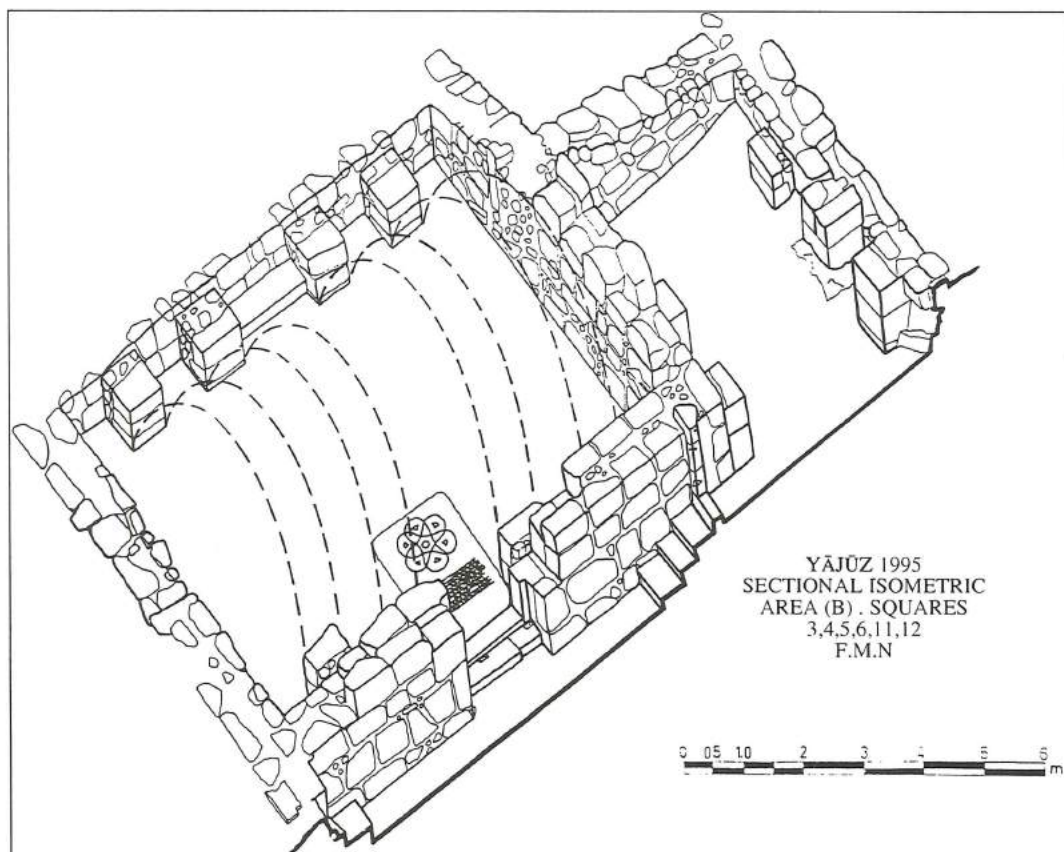 YĀJŪZ 1995
SECTIONAL ISOMETRIC
AREA (B) . SQUARES
3,4,5,6,11,12
F.M.N
0 0.5 1.0 2 3 4 5 6
m